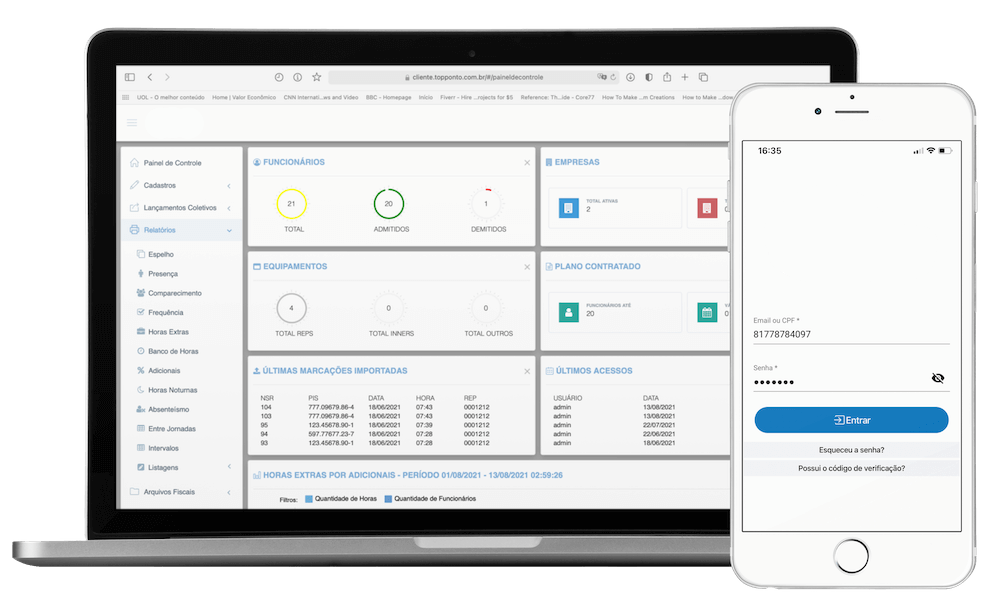 cliente.topponto.com.br/#/paineldecontrole
UOL - O melhor conteúdo Home | Valor Econômico CNN Internati...ws and Video BBC - Homepage Início Fiverr - Hire ...rojects for $5 Reference: Th...ide - Core77 How To Make ...m Creations How to Make ...dow
Painel de Controle
Cadastros
Lançamentos Coletivos
Relatórios
Espelho
Presença
Comparecimento
Frequência
Horas Extras
Banco de Horas
Adicionais
Horas Noturnas
Absenteísmo
Entre Jornadas
Intervalos
Listagens
Arquivos Fiscais
FUNCIONÁRIOS
21 20 1
TOTAL ADMITIDOS DEMITIDOS
EMPRESAS
TOTAL ATIVAS
2
EQUIPAMENTOS
4 0 0
TOTAL REPS TOTAL INNERS TOTAL OUTROS
PLANO CONTRATADO
FUNCIONÁRIOS ATÉ
20
ÚLTIMAS MARCAÇÕES IMPORTADAS
NSR PIS DATA HORA REP
104 777.09679.86-4 18/06/2021 07:43 0001212
103 777.09679.86-4 18/06/2021 07:43 0001212
95 123.45678.90-1 18/06/2021 07:39 0001212
94 597.77677.23-7 18/06/2021 07:28 0001212
93 123.45678.90-1 18/06/2021 07:28 0001212
ÚLTIMOS ACESSOS
USUÁRIO DATA
admin 13/08/2021
admin 13/08/2021
admin 22/07/2021
admin 22/06/2021
admin 18/06/2021
HORAS EXTRAS POR ADICIONAIS - PERÍODO 01/08/2021 - 13/08/2021 02:59:26
Filtros: Quantidade de Horas Quantidade de Funcionários
16:35
Email ou CPF *
81778784097
Senha *
•••••••
Entrar
Esqueceu a senha?
Possui o código de verificação?